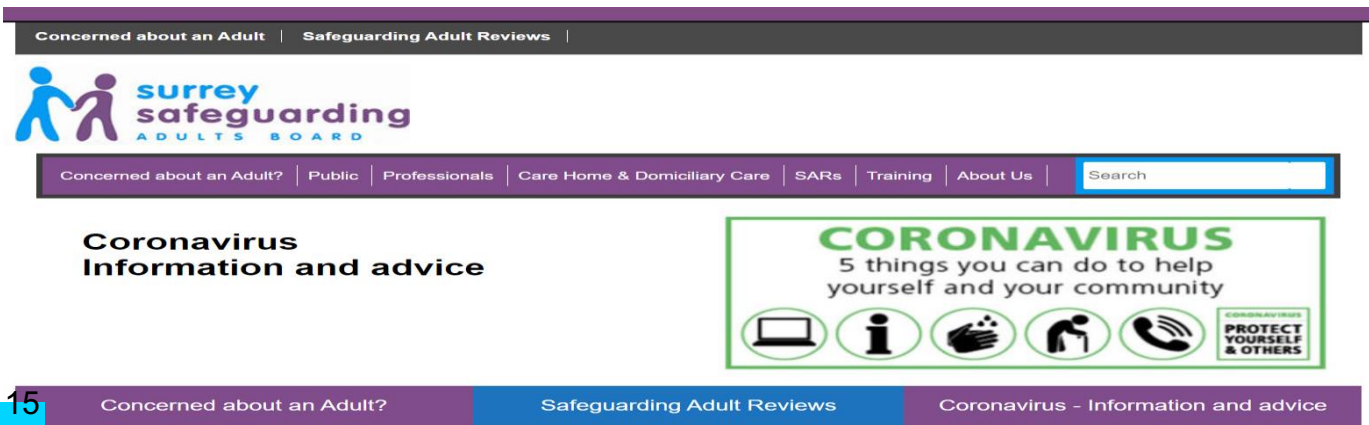 Concerned about an Adult | Safeguarding Adult Reviews |
surrey
safeguarding
ADULTS BOARD
Concerned about an Adult? | Public | Professionals | Care Home & Domiciliary Care | SARs | Training | About Us | Search
Coronavirus
Information and advice
CORONAVIRUS
5 things you can do to help
yourself and your community
CORONAVIRUS
PROTECT
YOURSELF
& OTHERS
15 Concerned about an Adult? Safeguarding Adult Reviews Coronavirus - Information and advice